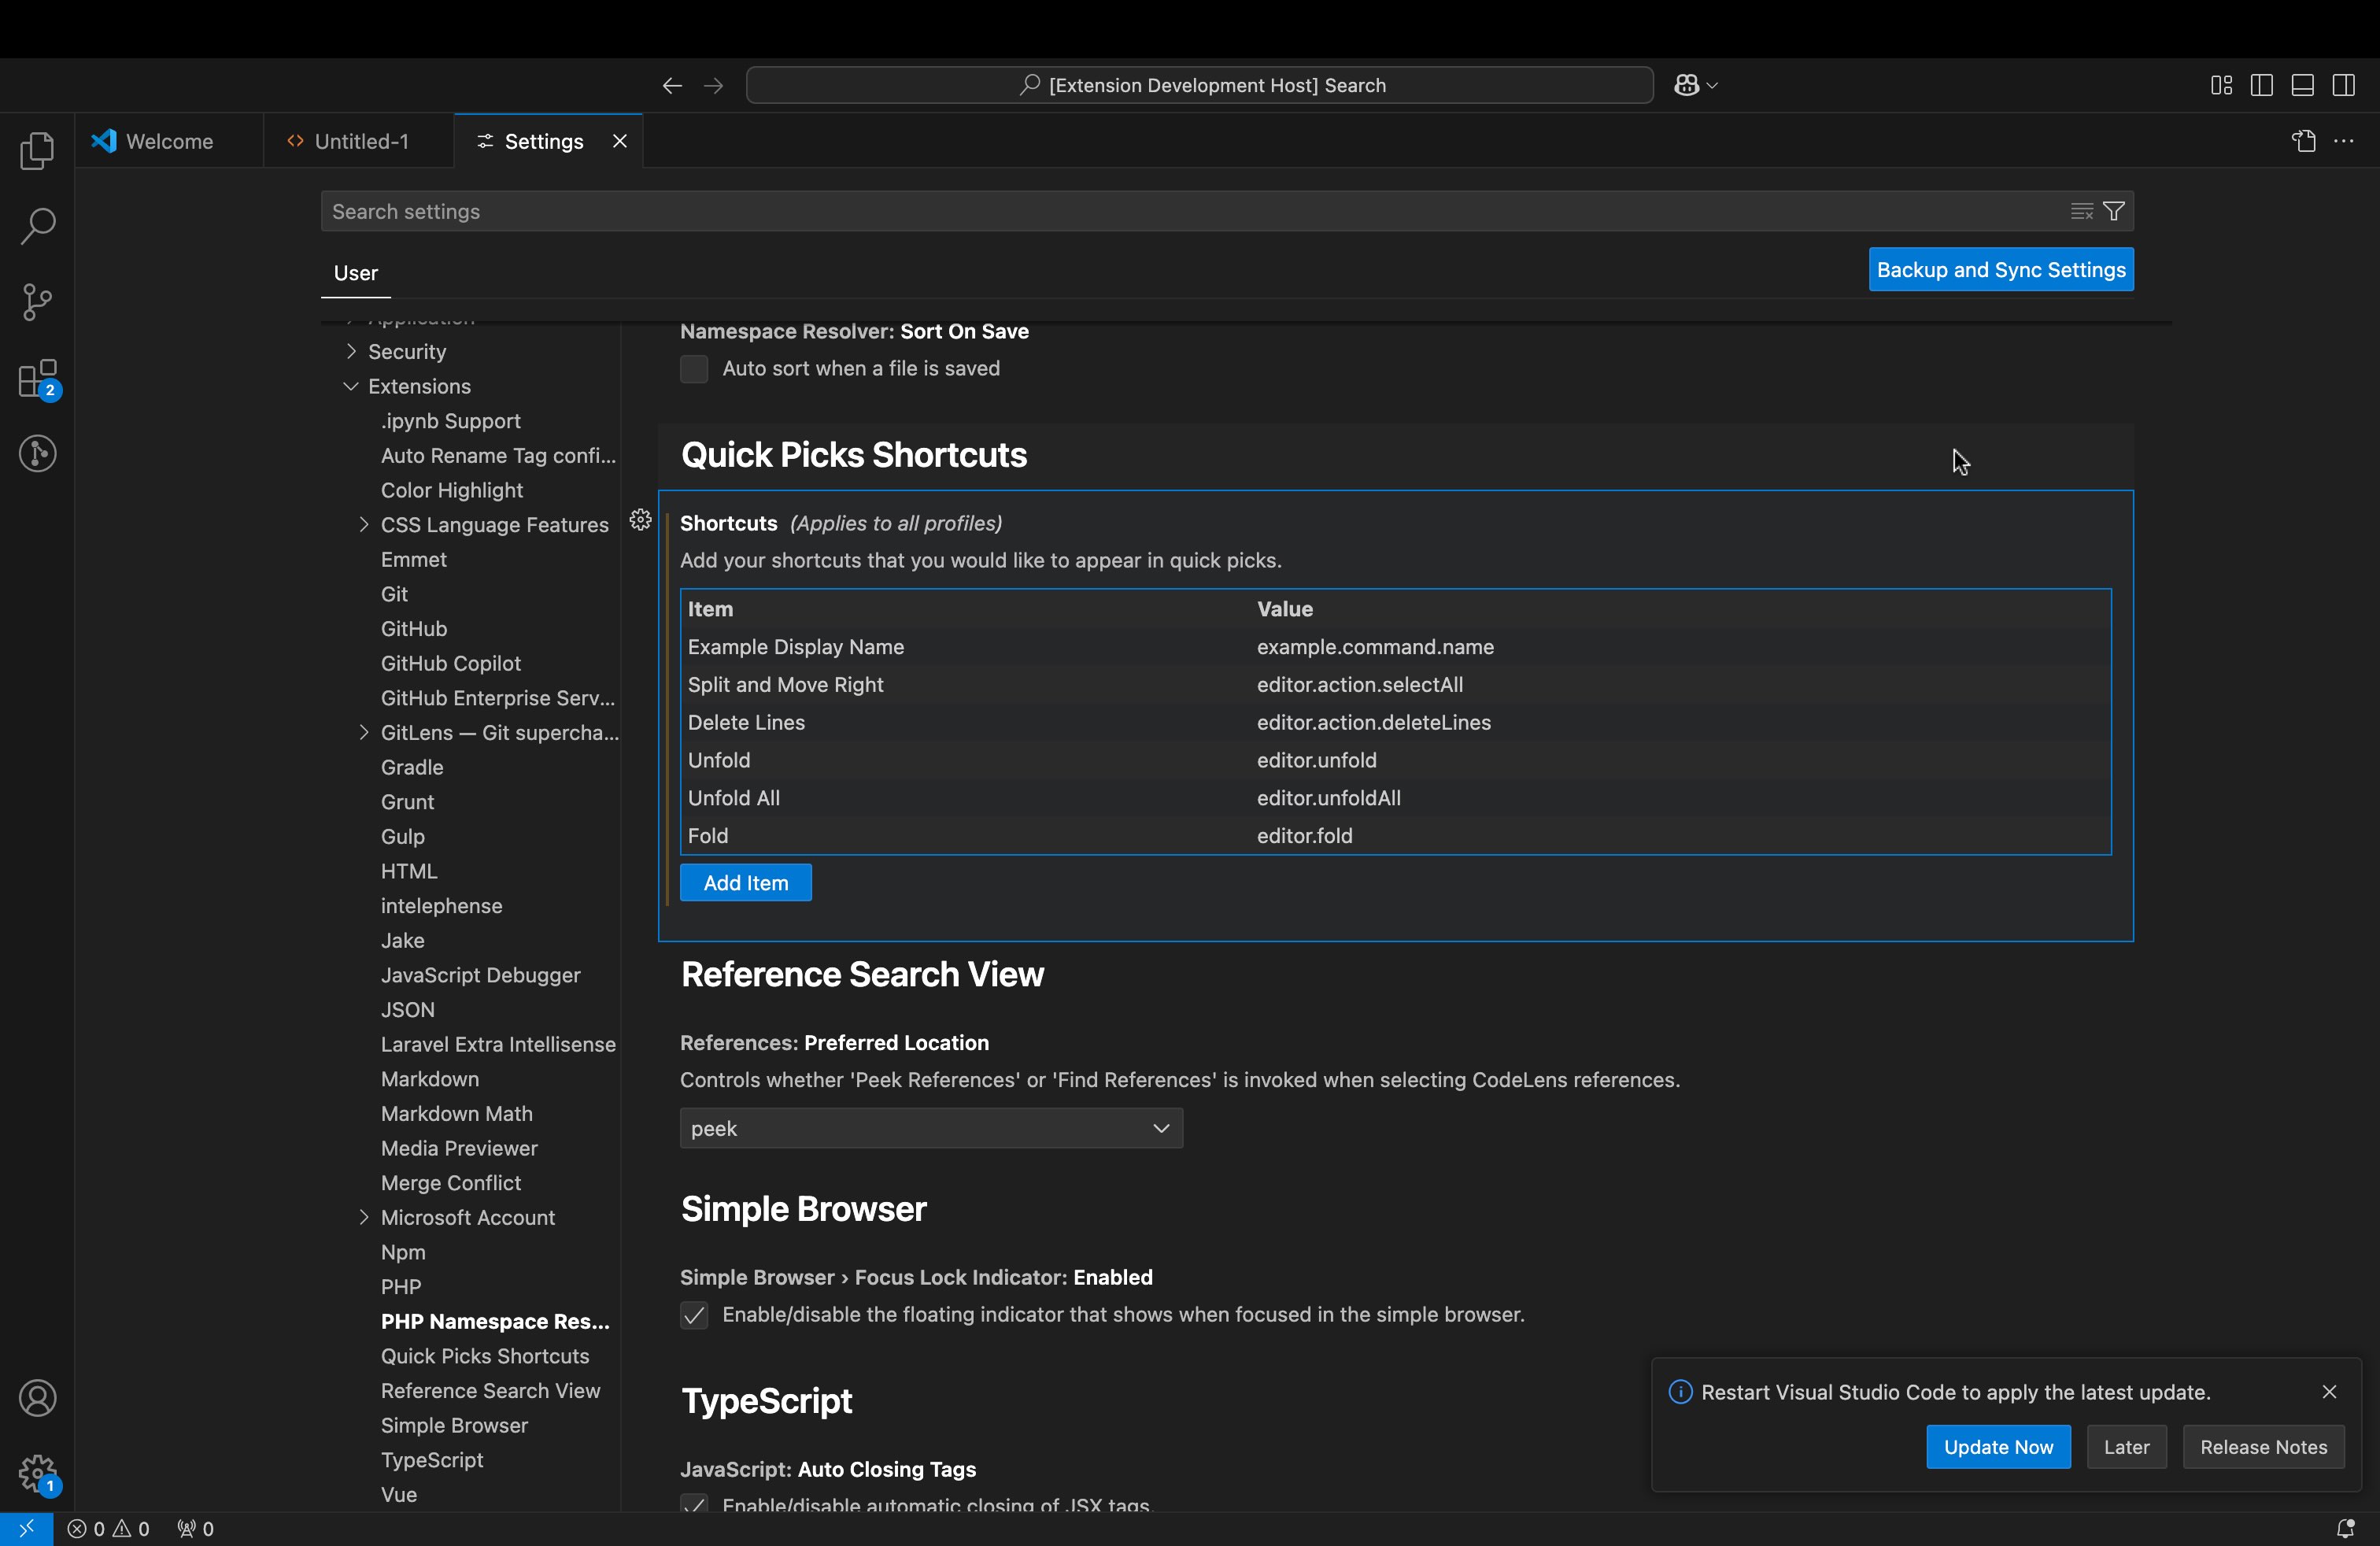 [Extension Development Host] Search
Welcome
Untitled-1
Settings
Search settings
User
Backup and Sync Settings
Application
Security
Extensions
.ipynb Support
Auto Rename Tag confi...
Color Highlight
CSS Language Features
Emmet
Git
GitHub
GitHub Copilot
GitHub Enterprise Serv...
GitLens — Git supercha...
Gradle
Grunt
Gulp
HTML
intelephense
Jake
JavaScript Debugger
JSON
Laravel Extra Intellisense
Markdown
Markdown Math
Media Previewer
Merge Conflict
Microsoft Account
Npm
PHP
PHP Namespace Res...
Quick Picks Shortcuts
Reference Search View
Simple Browser
TypeScript
Vue
Namespace Resolver: Sort On Save
Auto sort when a file is saved
Quick Picks Shortcuts
Shortcuts (Applies to all profiles)
Add your shortcuts that you would like to appear in quick picks.
Item Value
Example Display Name example.command.name
Split and Move Right editor.action.selectAll
Delete Lines editor.action.deleteLines
Unfold editor.unfold
Unfold All editor.unfoldAll
Fold editor.fold
Add Item
Reference Search View
References: Preferred Location
Controls whether 'Peek References' or 'Find References' is invoked when selecting CodeLens references.
peek
Simple Browser
Simple Browser › Focus Lock Indicator: Enabled
Enable/disable the floating indicator that shows when focused in the simple browser.
TypeScript
JavaScript: Auto Closing Tags
Enable/disable automatic closing of JSX tags.
Restart Visual Studio Code to apply the latest update.
Update Now Later Release Notes
2
1
0 0 0